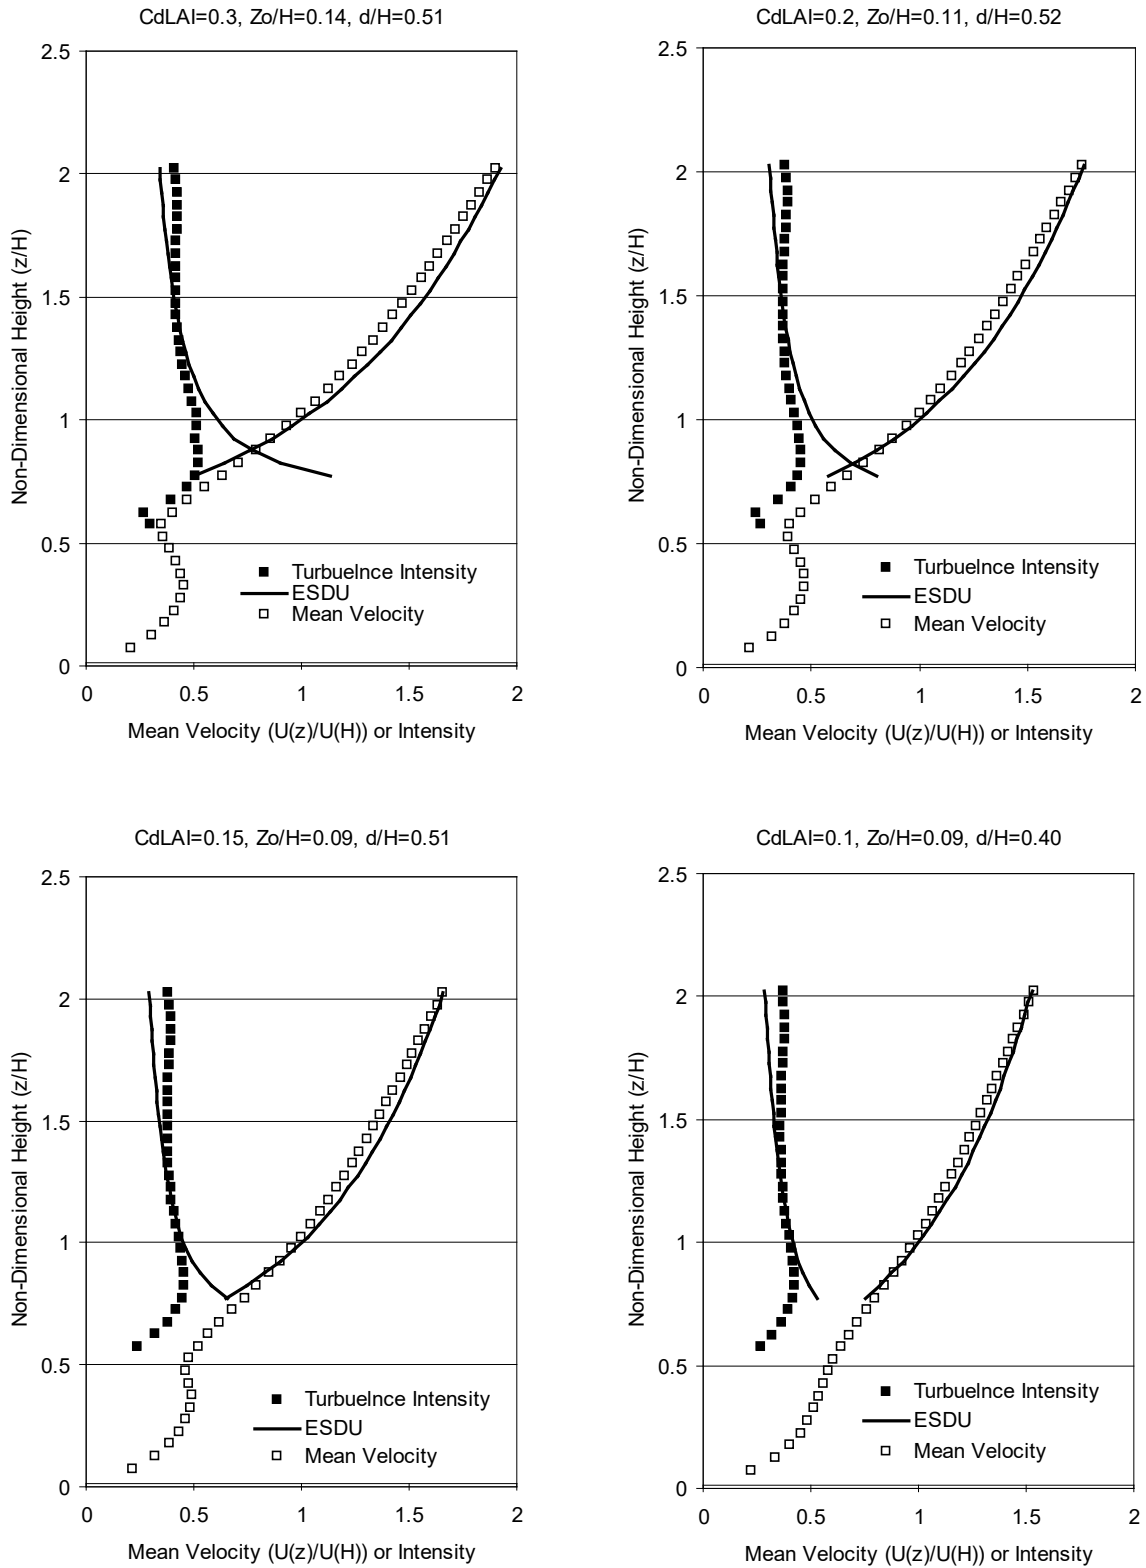 CdLAI=0.3, Zo/H=0.14, d/H=0.51
2.5
2
1.5
1
0.5
0
Non-Dimensional Height (z/H)
Turbuelnce Intensity
ESDU
Mean Velocity
0 0.5 1 1.5 2
Mean Velocity (U(z)/U(H)) or Intensity
CdLAI=0.2, Zo/H=0.11, d/H=0.52
2.5
2
1.5
1
0.5
0
Non-Dimensional Height (z/H)
Turbuelnce Intensity
ESDU
Mean Velocity
0 0.5 1 1.5 2
Mean Velocity (U(z)/U(H)) or Intensity
CdLAI=0.15, Zo/H=0.09, d/H=0.51
2.5
2
1.5
1
0.5
0
Non-Dimensional Height (z/H)
Turbuelnce Intensity
ESDU
Mean Velocity
0 0.5 1 1.5 2
Mean Velocity (U(z)/U(H)) or Intensity
CdLAI=0.1, Zo/H=0.09, d/H=0.40
2.5
2
1.5
1
0.5
0
Non-Dimensional Height (z/H)
Turbuelnce Intensity
ESDU
Mean Velocity
0 0.5 1 1.5 2
Mean Velocity (U(z)/U(H)) or Intensity